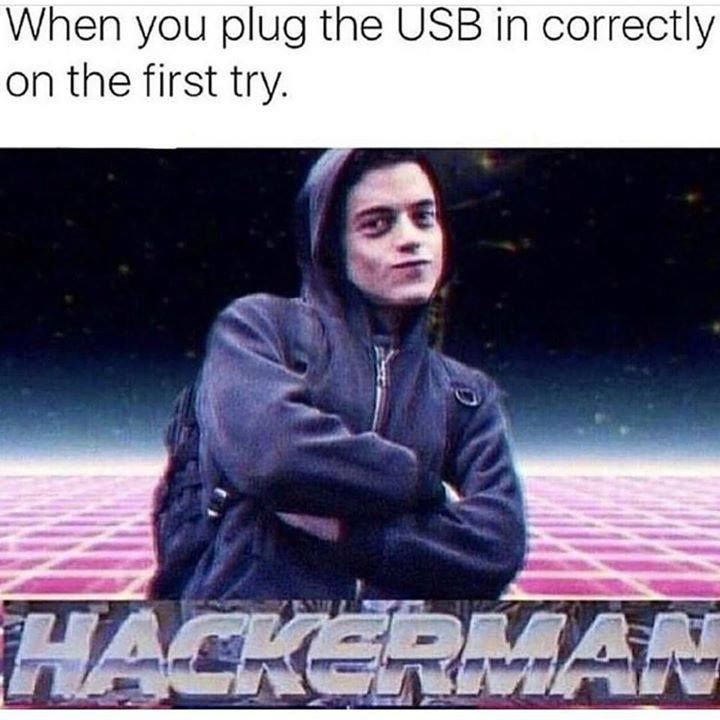 When you plug the USB in correctly
on the first try.
HACKERMAN